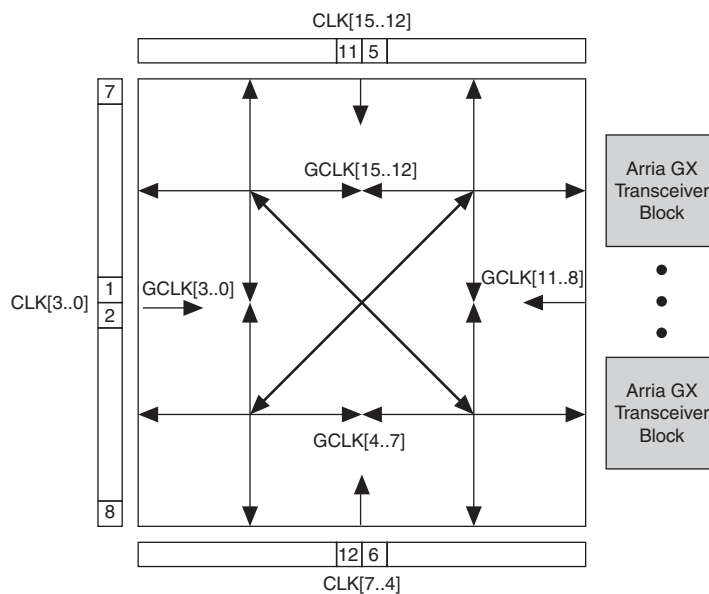 CLK[15..12]
11 5
7
GCLK[15..12]
Arria GX
Transceiver
Block
1
CLK[3..0]
2
GCLK[3..0]
GCLK[11..8]
Arria GX
Transceiver
Block
GCLK[4..7]
8
12 6
CLK[7..4]